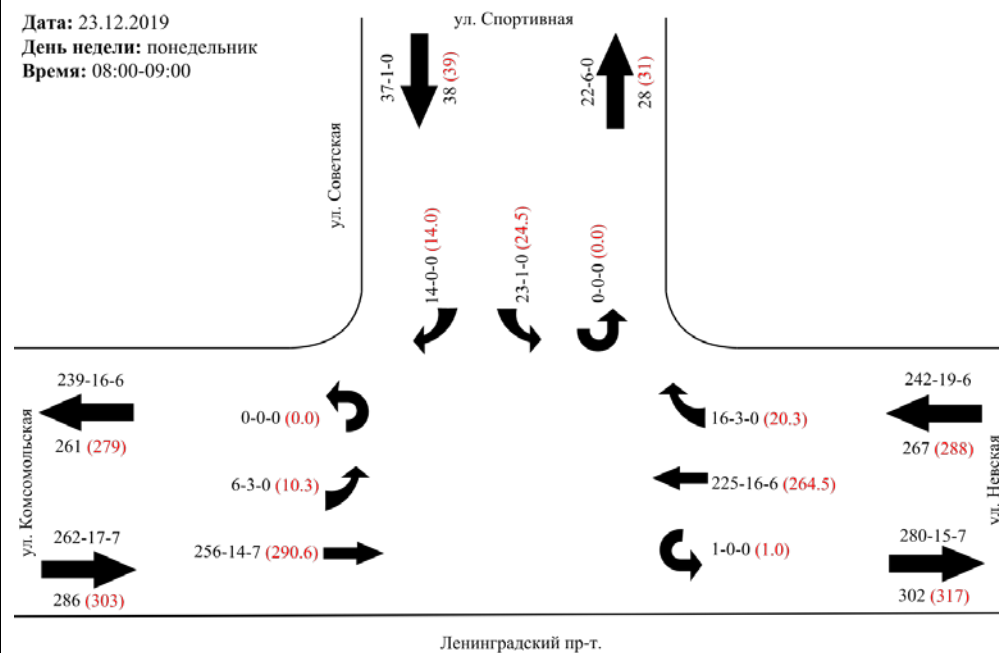 Дата: 23.12.2019
День недели: понедельник
Время: 08:00-09:00
ул. Спортивная
37-1-0
38 (39)
22-6-0
28 (31)
ул. Советская
14-0-0 (14.0)
23-1-0 (24.5)
0-0-0 (0.0)
239-16-6
261 (279)
0-0-0 (0.0)
16-3-0 (20.3)
242-19-6
267 (288)
ул. Комсомольская
6-3-0 (10.3)
225-16-6 (264.5)
ул. Невская
262-17-7
286 (303)
256-14-7 (290.6)
1-0-0 (1.0)
280-15-7
302 (317)
Ленинградский пр-т.